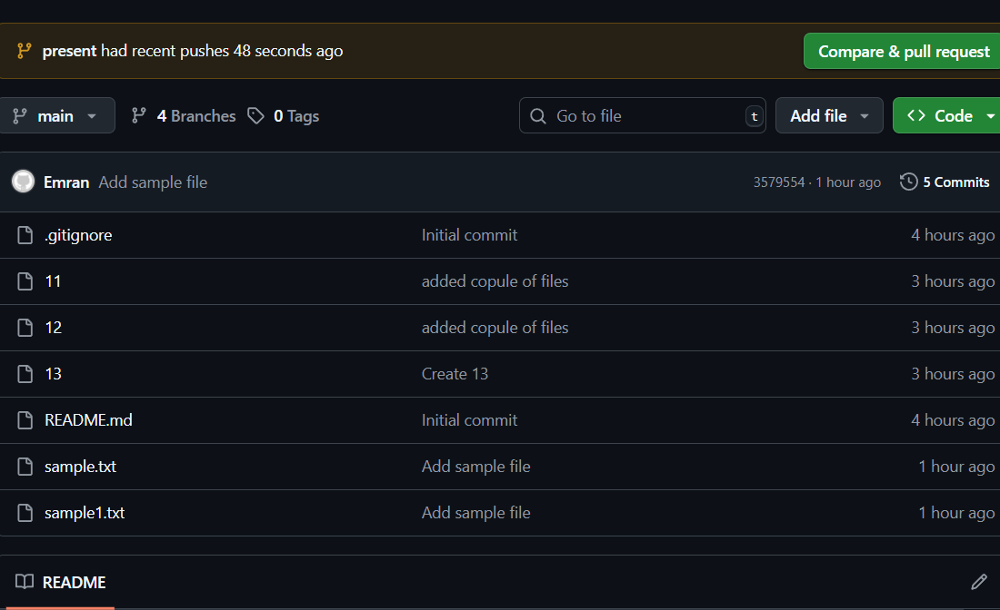 present had recent pushes 48 seconds ago Compare & pull request
main 4 Branches 0 Tags Go to file t Add file Code
Emran Add sample file 3579554 · 1 hour ago 5 Commits
.gitignore Initial commit 4 hours ago
11 added copule of files 3 hours ago
12 added copule of files 3 hours ago
13 Create 13 3 hours ago
README.md Initial commit 4 hours ago
sample.txt Add sample file 1 hour ago
sample1.txt Add sample file 1 hour ago
README